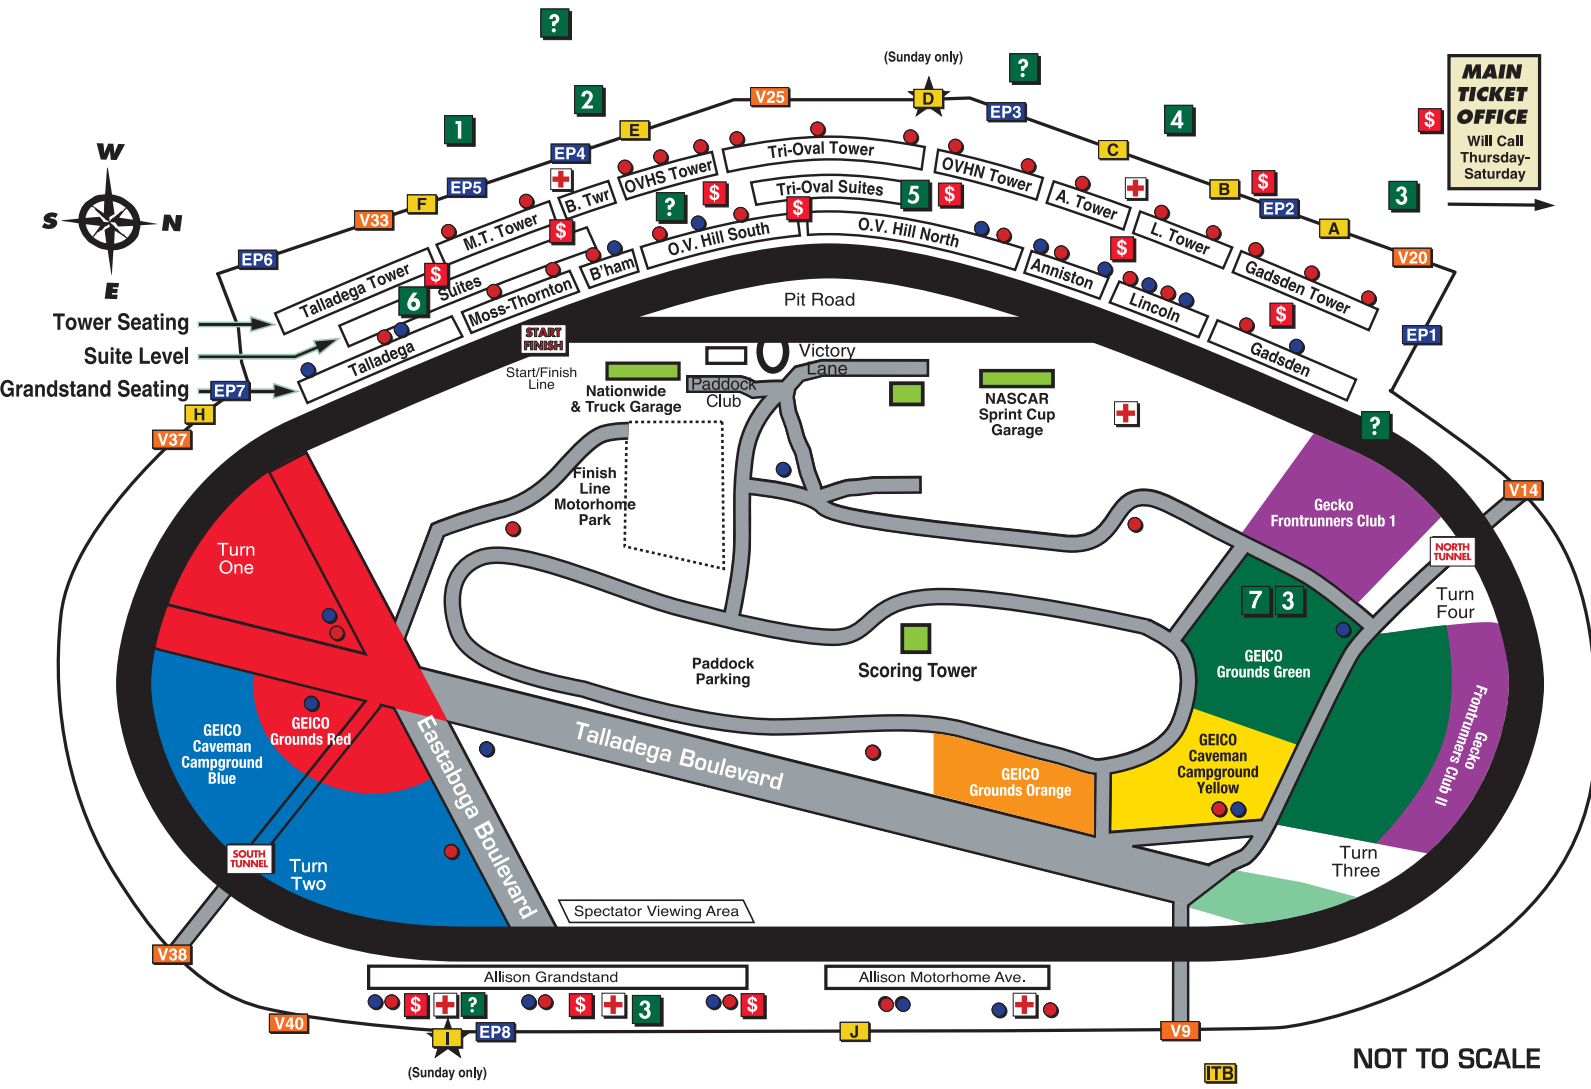 ?
(Sunday only)
?
MAIN
TICKET
OFFICE
Will Call
Thursday-
Saturday
$
V25
D
EP3
2
E
1
4
C
W
S
N
E
EP4
EP5
F
V33
EP6
B
$
EP2
A
3
V20
EP1
Tri-Oval Tower
OVHS Tower
OVHN Tower
B. Twr
A. Tower
M.T. Tower
L. Tower
Talladega Tower
Gadsden Tower
Tri-Oval Suites
5
$
$
?
$
$
$
6
Suites
$
$
O.V. Hill South
O.V. Hill North
B'ham
Anniston
Moss-Thornton
Lincoln
Talladega
Gadsden
Tower Seating
Suite Level
Grandstand Seating
EP7
H
V37
Pit Road
START
FINISH
Start/Finish
Line
Nationwide
& Truck Garage
Paddock
Club
Victory
Lane
NASCAR
Sprint Cup
Garage
?
V14
Finish
Line
Motorhome
Park
Gecko
Frontrunners Club 1
NORTH
TUNNEL
Turn
One
Turn
Four
7
3
GEICO
Grounds Green
Scoring Tower
Paddock
Parking
GEICO
Caveman
Campground
Blue
GEICO
Grounds Red
Eastaboga Boulevard
Talladega Boulevard
GEICO
Grounds Orange
GEICO
Caveman
Campground
Yellow
Gecko
Frontrunners Club II
SOUTH
TUNNEL
Turn
Two
Turn
Three
Spectator Viewing Area
V38
Allison Grandstand
Allison Motorhome Ave.
$
?
$
3
$
V40
I
EP8
J
V9
(Sunday only)
ITB
NOT TO SCALE